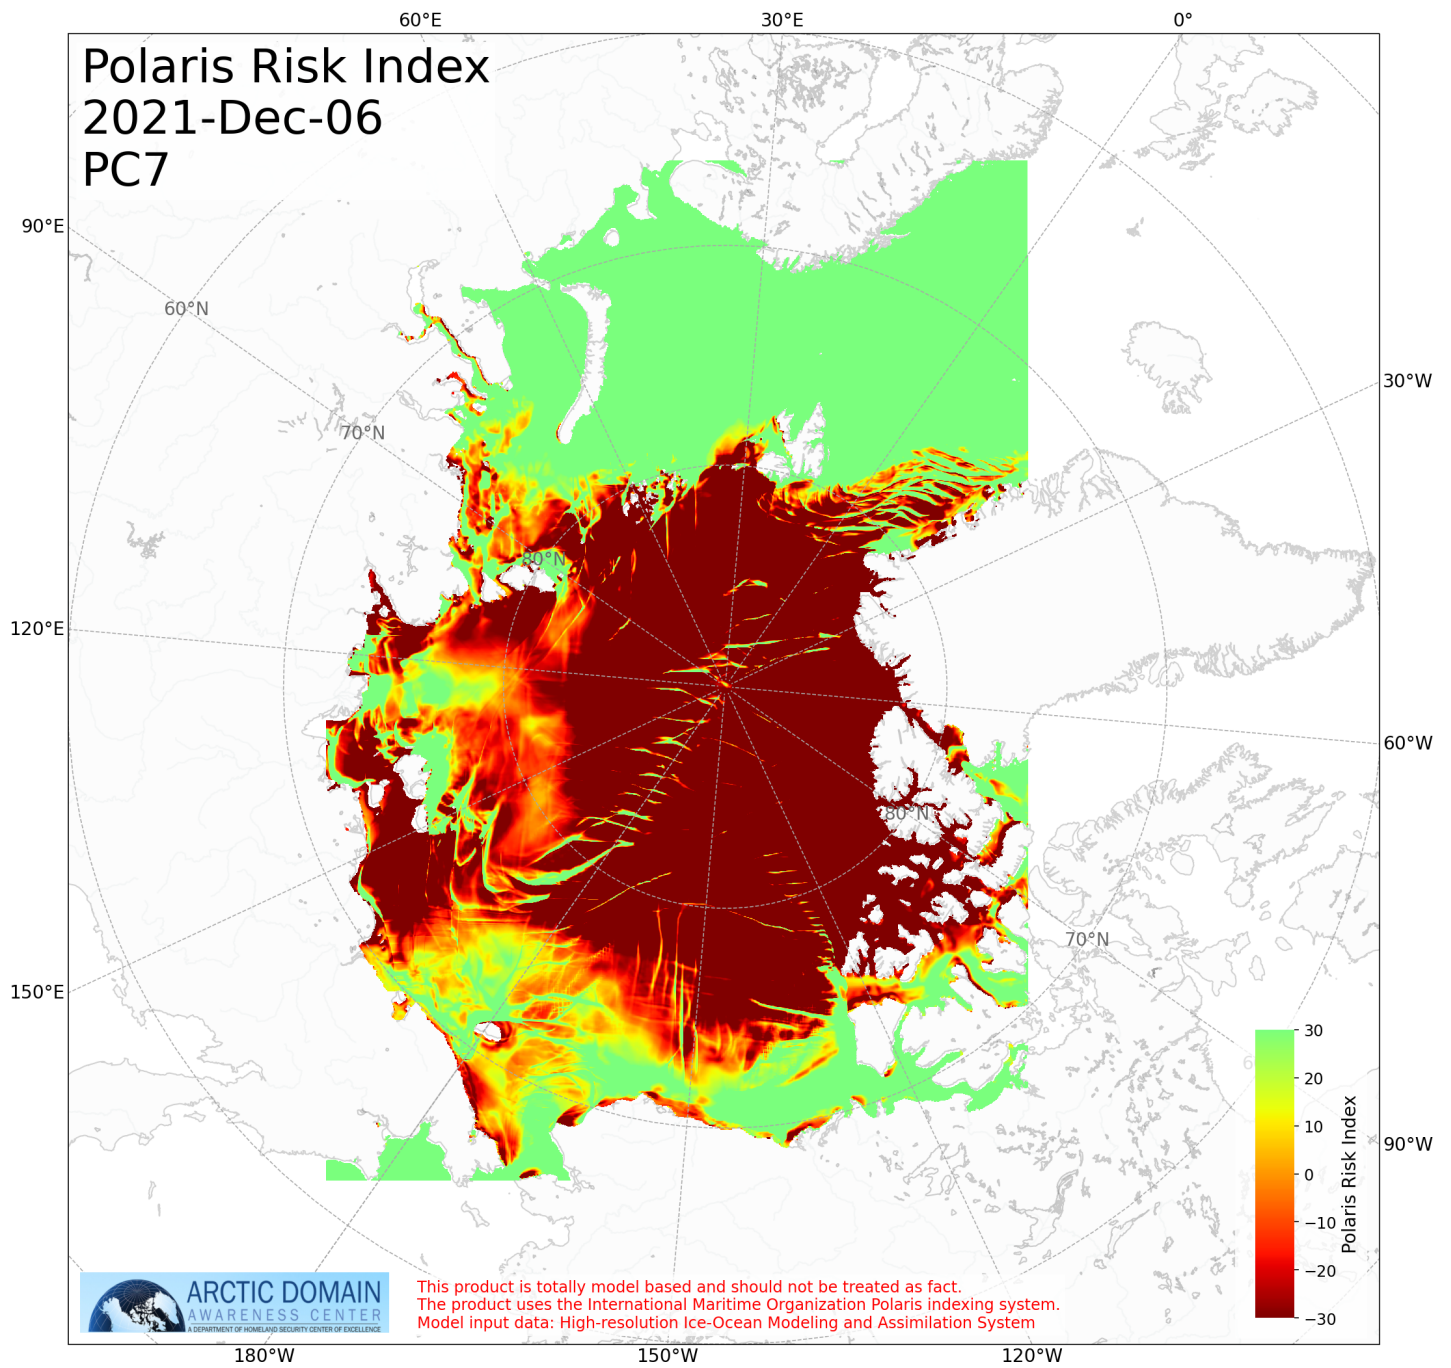 60°E 30°E 0°
Polaris Risk Index
2021-Dec-06
PC7
90°E
60°N
30°W
70°N
80°N
120°E
60°W
80°N
70°N
150°E
30
20
10
0
−10
−20
−30
Polaris Risk Index
90°W
ARCTIC DOMAIN
AWARENESS CENTER
A DEPARTMENT OF HOMELAND SECURITY CENTER OF EXCELLENCE
This product is totally model based and should not be treated as fact.
The product uses the International Maritime Organization Polaris indexing system.
Model input data: High-resolution Ice-Ocean Modeling and Assimilation System
180°W 150°W 120°W